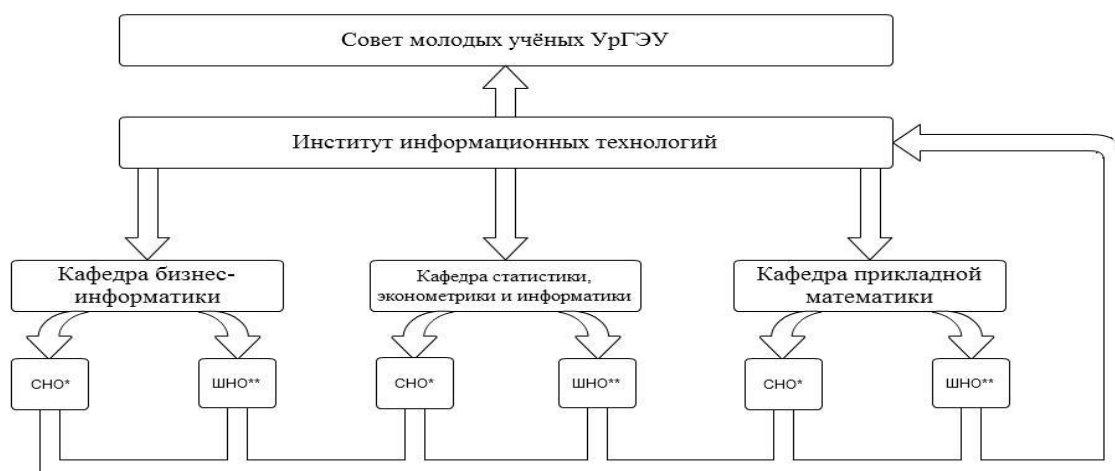 Совет молодых учёных УрГЭУ
Институт информационных технологий
Кафедра бизнес-
информатики
Кафедра статистики,
эконометрики и информатики
Кафедра прикладной
математики
СНО*
ШНО**
СНО*
ШНО**
СНО*
ШНО**